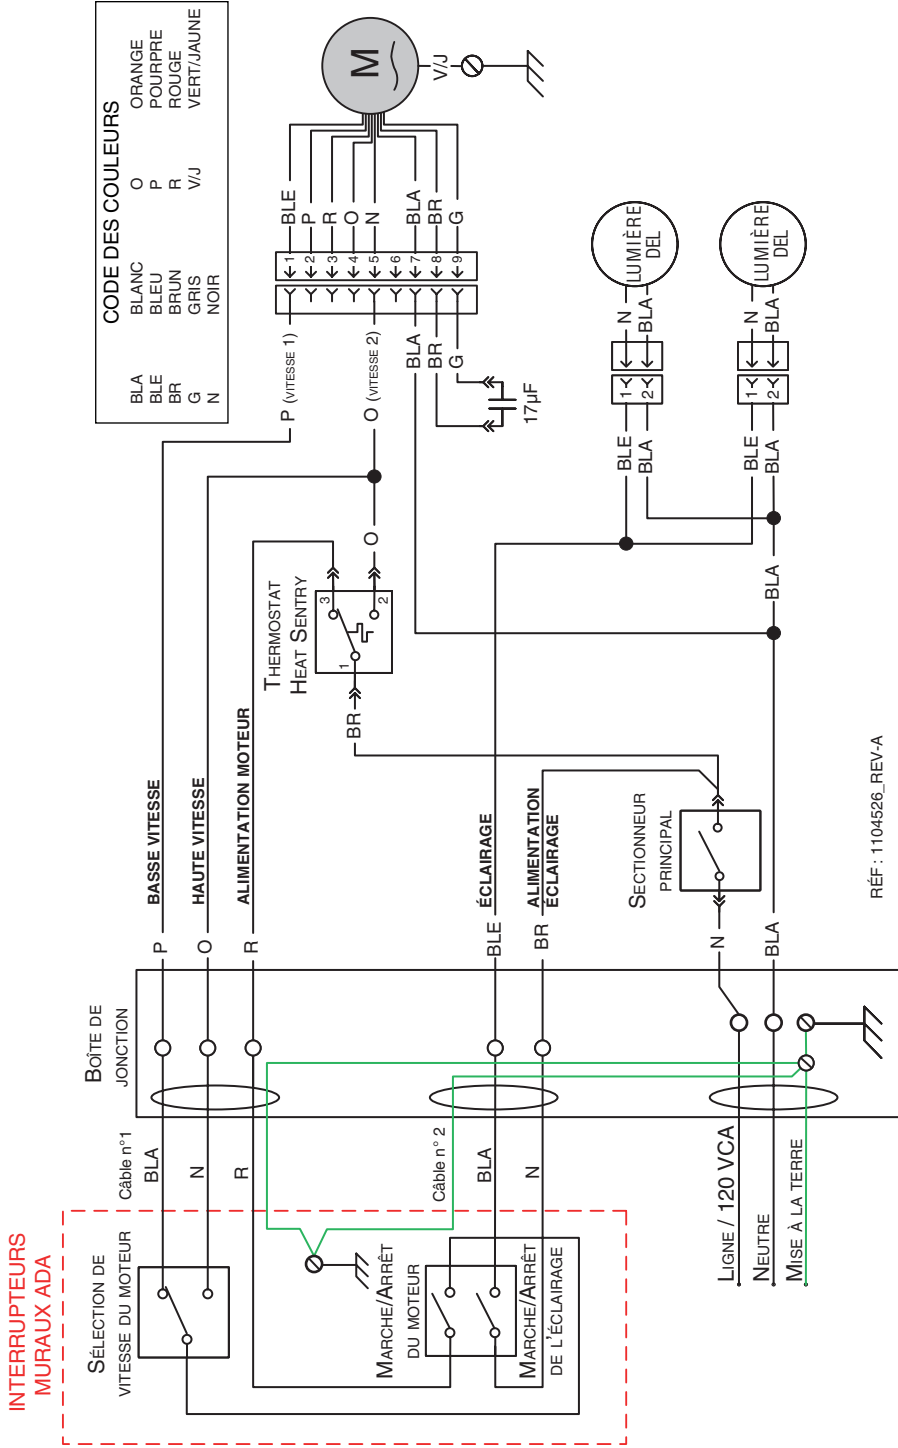 CODE DES COULEURS
BLA BLANC O ORANGE
BLE BLEU P POURPRE
BR BRUN R ROUGE
G GRIS V/J VERT/JAUNE
N NOIR
INTERRUPTEURS
MURAUX ADA
SÉLECTION DE
VITESSE DU MOTEUR
MARCHE/ARRÊT
DU MOTEUR
MARCHE/ARRÊT
DE L'ÉCLAIRAGE
Câble n°1
BLA
N
R
Câble n° 2
BLA
N
LIGNE / 120 VCA
NEUTRE
MISE À LA TERRE
BOÎTE DE
JONCTION
P
O
R
BLE
BR
N
BLA
BASSE VITESSE
HAUTE VITESSE
ALIMENTATION MOTEUR
ÉCLAIRAGE
ALIMENTATION
ÉCLAIRAGE
SECTIONNEUR
PRINCIPAL
THERMOSTAT
HEAT SENTRY
1
3
2
BR
O
P (VITESSE 1)
O (VITESSE 2)
BLA
BR
G
17µF
1
2
3
4
5
6
7
8
9
BLE
P
R
O
N
BLA
BR
G
M
V/J
BLE
BLA
1
2
N
BLA
LUMIÈRE
DEL
BLE
BLA
1
2
N
BLA
LUMIÈRE
DEL
BLA
RÉF : 1104526_REV-A